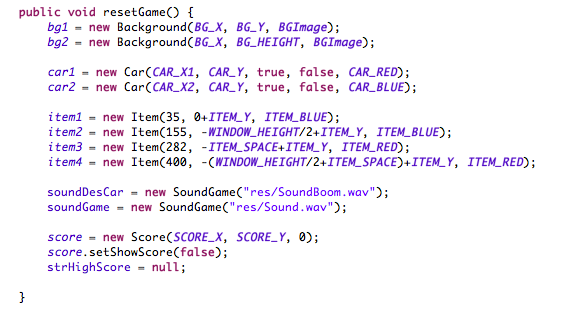 public void resetGame() {
    bg1 = new Background(BG_X, BG_Y, BGImage);
    bg2 = new Background(BG_X, BG_HEIGHT, BGImage);

    car1 = new Car(CAR_X1, CAR_Y, true, false, CAR_RED);
    car2 = new Car(CAR_X2, CAR_Y, true, false, CAR_BLUE);

    item1 = new Item(35, 0+ITEM_Y, ITEM_BLUE);
    item2 = new Item(155, -WINDOW_HEIGHT/2+ITEM_Y, ITEM_BLUE);
    item3 = new Item(282, -ITEM_SPACE+ITEM_Y, ITEM_RED);
    item4 = new Item(400, -(WINDOW_HEIGHT/2+ITEM_SPACE)+ITEM_Y, ITEM_RED);

    soundDesCar = new SoundGame("res/SoundBoom.wav");
    soundGame = new SoundGame("res/Sound.wav");

    score = new Score(SCORE_X, SCORE_Y, 0);
    score.setShowScore(false);
    strHighScore = null;

}